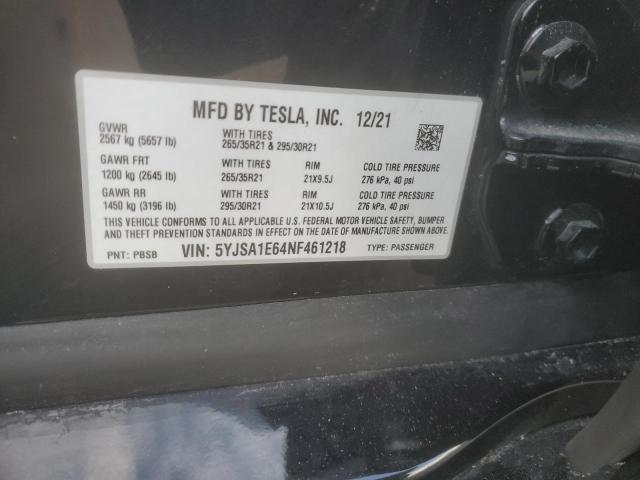 MFD BY TESLA, INC. 12/21
GVWR
2567 kg (5657 lb)
WITH TIRES
265/35R21 & 295/30R21
GAWR FRT
1200 kg (2645 lb)
WITH TIRES
265/35R21
RIM
21X9.5J
COLD TIRE PRESSURE
276 kPa, 40 psi
GAWR RR
1450 kg (3196 lb)
WITH TIRES
295/30R21
RIM
21X10.5J
COLD TIRE PRESSURE
276 kPa, 40 psi
THIS VEHICLE CONFORMS TO ALL APPLICABLE U.S. FEDERAL MOTOR VEHICLE SAFETY, BUMPER
AND THEFT PREVENTION STANDARDS IN EFFECT ON THE DATE OF MANUFACTURE SHOWN ABOVE.
PNT: PBSB VIN: 5YJSA1E64NF461218 TYPE: PASSENGER